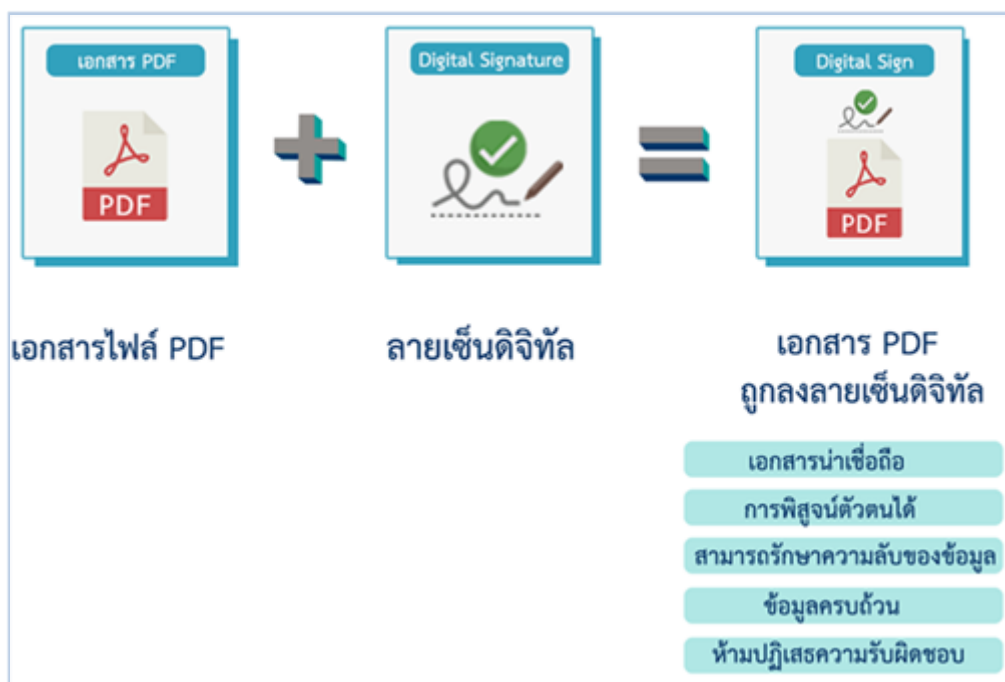 เอกสาร PDF
Digital Signature
Digital Sign
PDF
PDF
เอกสารไฟล์ PDF
ลายเซ็นดิจิทัล
เอกสาร PDF
ถูกลงลายเซ็นดิจิทัล
เอกสารน่าเชื่อถือ
การพิสูจน์ตัวตนได้
สามารถรักษาความลับของข้อมูล
ข้อมูลครบถ้วน
ห้ามปฏิเสธความรับผิดชอบ